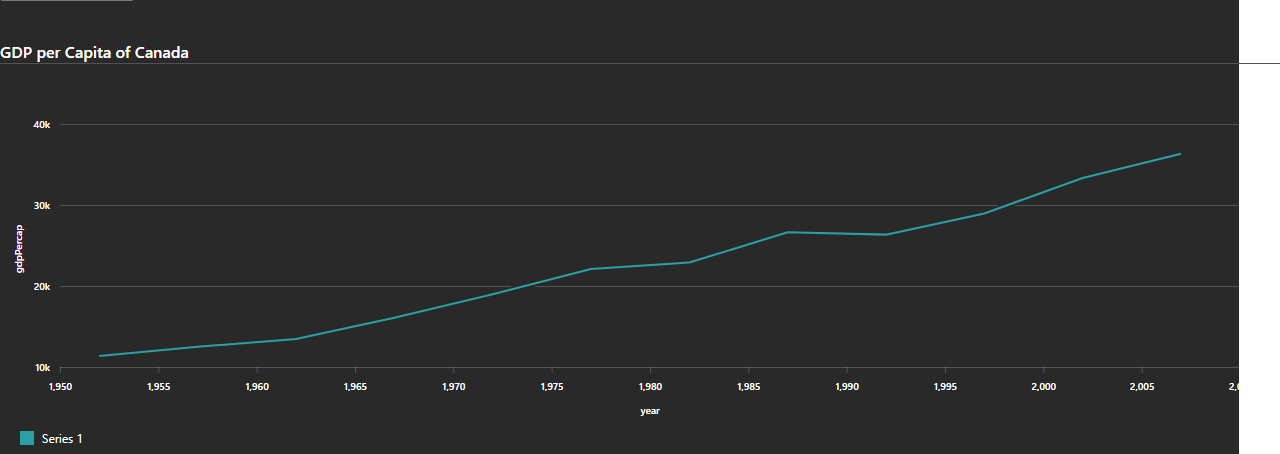 GDP per Capita of Canada
40k
30k
gdpPercap
20k
10k
1,950 1,955 1,960 1,965 1,970 1,975 1,980 1,985 1,990 1,995 2,000 2,005
year
Series 1